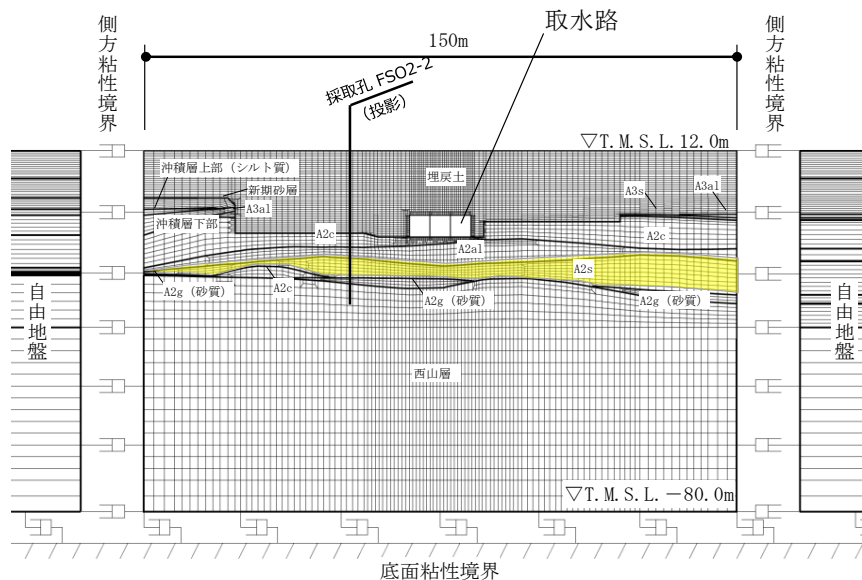 取水路
150m
側方粘性境界
側方粘性境界
採取孔 FSO2-2
(投影)
▽T.M.S.L.12.0m
沖積層上部（シルト質）
新期砂層
A3al
沖積層下部
埋戻土
A3s
A3al
A2c
A2c
A2al
A2s
A2g（砂質）
A2c
A2g（砂質）
A2g（砂質）
自由地盤
自由地盤
西山層
▽T.M.S.L.－80.0m
底面粘性境界